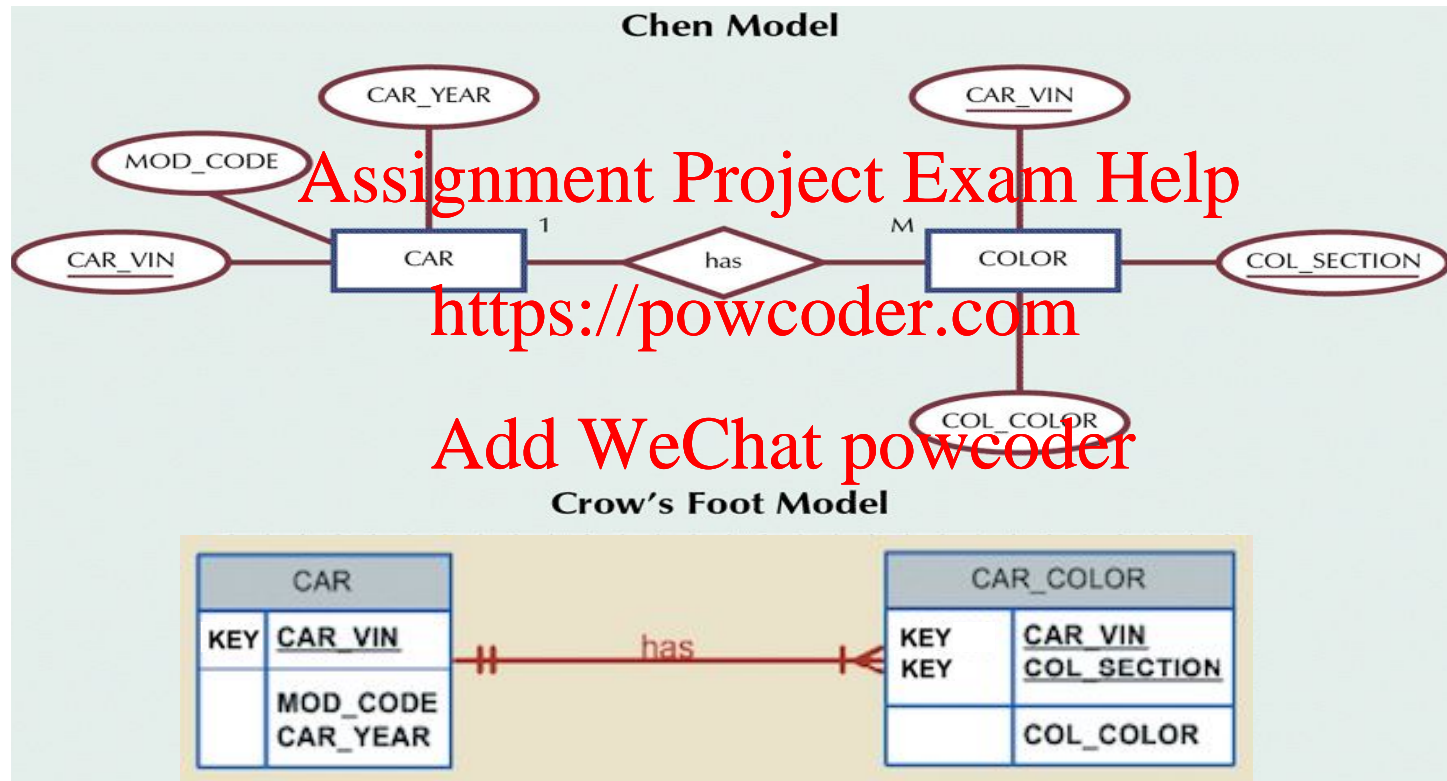 Chen Model
CAR_YEAR
CAR_VIN
MOD_CODE
Assignment Project Exam Help
1
M
CAR_VIN
CAR
has
COLOR
COL_SECTION
https://powcoder.com
COL_COLOR
Add WeChat powcoder
Crow's Foot Model
CAR
CAR_COLOR
KEY CAR_VIN
has
KEY CAR_VIN
KEY COL_SECTION
MOD_CODE
CAR_YEAR
COL_COLOR